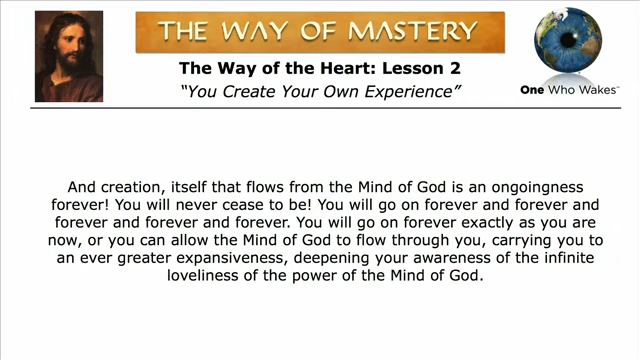 THE WAY OF MASTERY
The Way of the Heart: Lesson 2
“You Create Your Own Experience”
One Who Wakes™
And creation, itself that flows from the Mind of God is an ongoingness
forever! You will never cease to be! You will go on forever and forever and
forever and forever and forever. You will go on forever exactly as you are
now, or you can allow the Mind of God to flow through you, carrying you to
an ever greater expansiveness, deepening your awareness of the infinite
loveliness of the power of the Mind of God.